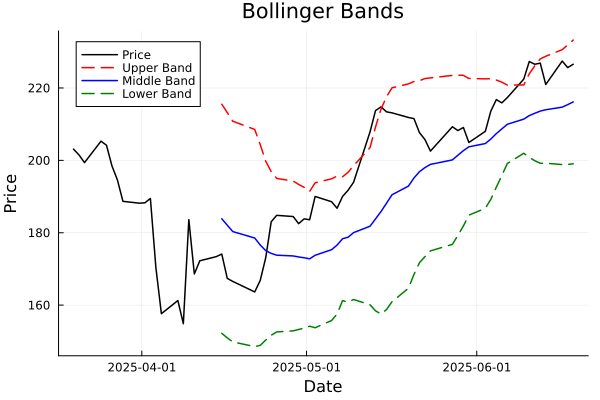 Bollinger Bands
Price
Upper Band
Middle Band
Lower Band
Price
220
200
180
160
2025-04-01
2025-05-01
2025-06-01
Date